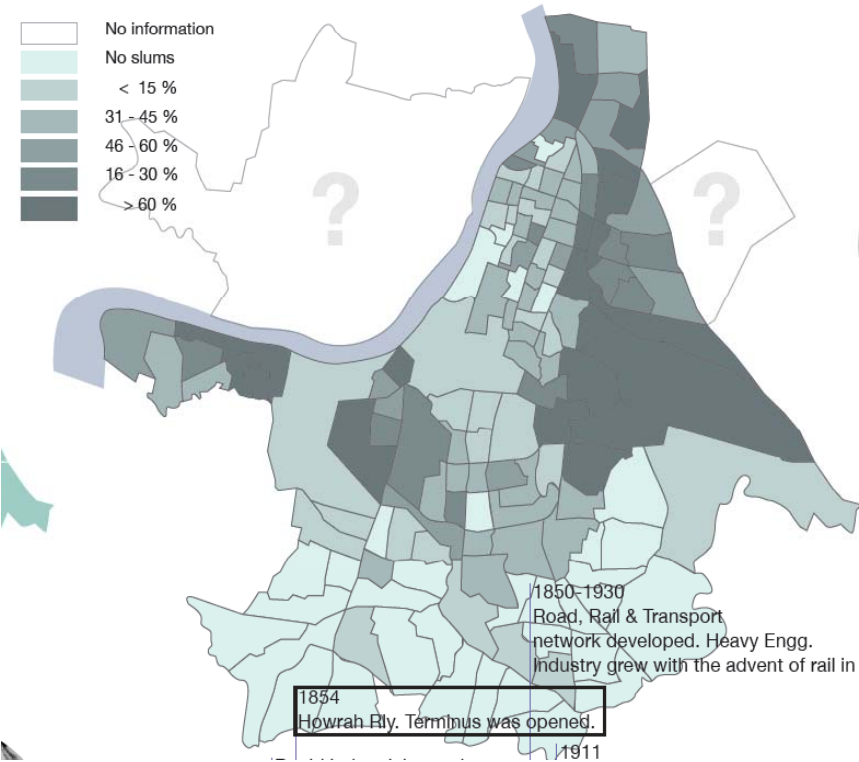 No information
No slums
< 15 %
31 - 45 %
46 - 60 %
16 - 30 %
> 60 %
?
?
1850-1930
Road, Rail & Transport
network developed. Heavy Engg.
Industry grew with the advent of rail in
1854
Howrah Rly. Terminus was opened.
1911